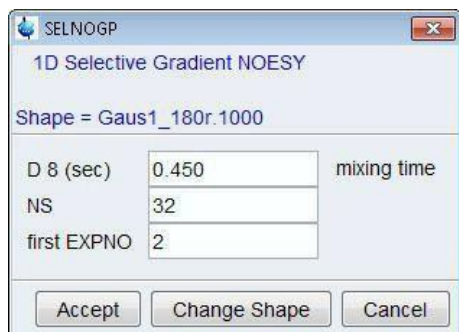 SELNOGP
1D Selective Gradient NOESY
Shape = Gaus1_180r.1000
D 8 (sec) 0.450 mixing time
NS 32
first EXPNO 2
Accept Change Shape Cancel